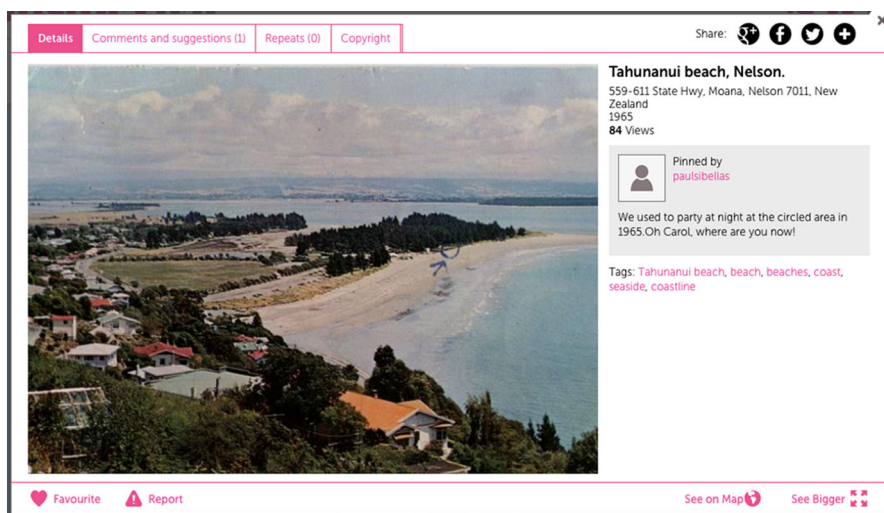 Details
Comments and suggestions (1)
Repeats (0)
Copyright
Share:
Tahunanui beach, Nelson.
559-611 State Hwy, Moana, Nelson 7011, New
Zealand
1965
84 Views
Pinned by
paulsibellas
We used to party at night at the circled area in
1965.Oh Carol, where are you now!
Tags: Tahunanui beach, beach, beaches, coast,
seaside, coastline
Favourite
Report
See on Map
See Bigger